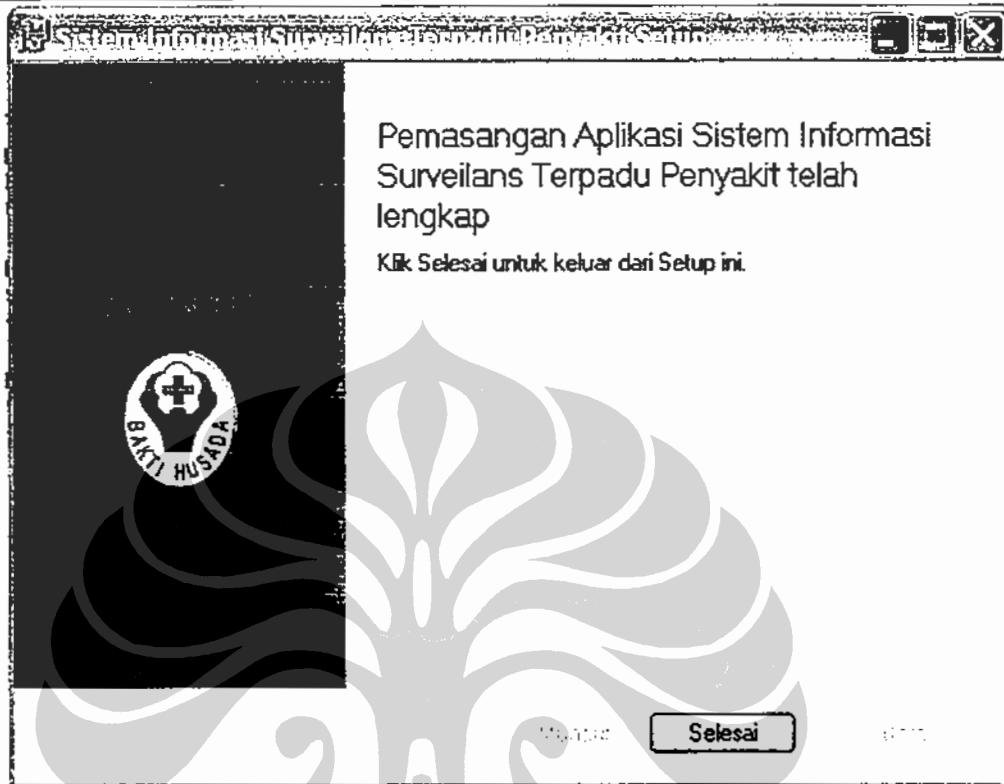 Sistem Informasi Surveilans Terpadu Penyakit Setup
Pemasangan Aplikasi Sistem Informasi
Surveilans Terpadu Penyakit telah
lengkap
Klik Selesai untuk keluar dari Setup ini.
BAKTI HUSADA
Selesai